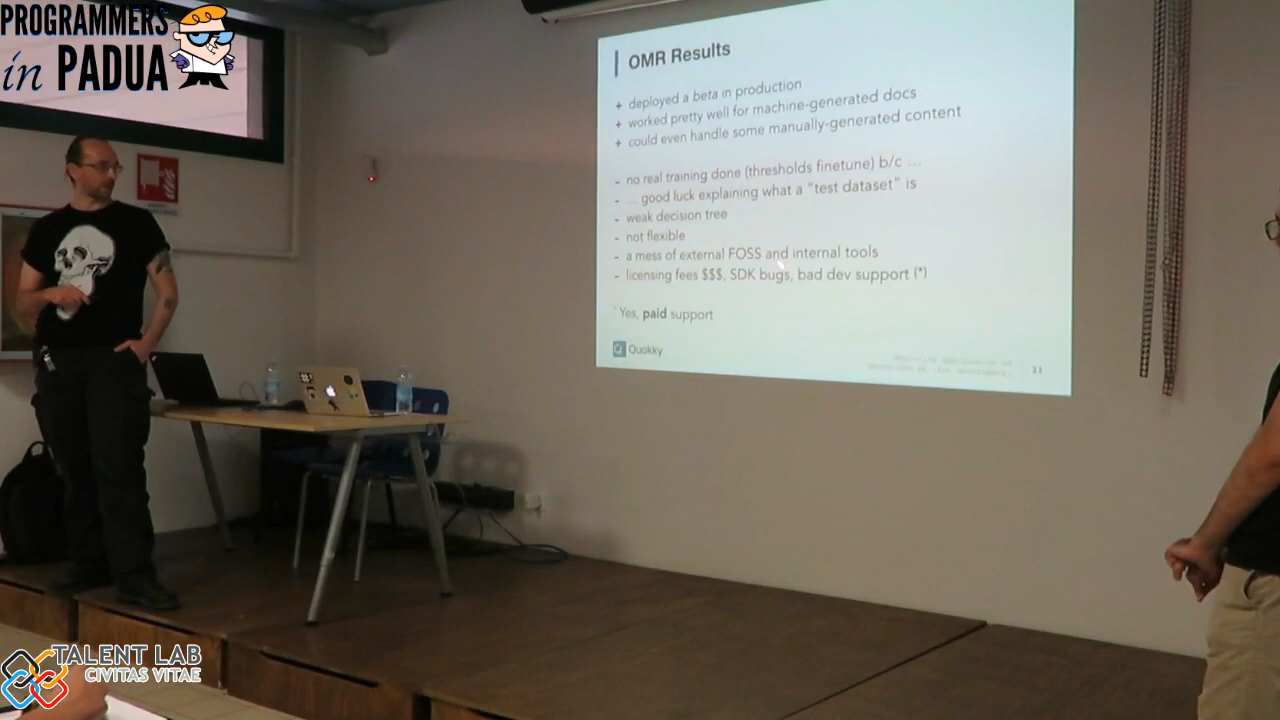 PROGRAMMERS
in PADUA
OMR Results
+ deployed a beta in production
+ worked pretty well for machine-generated docs
+ could even handle some manually-generated content
- no real training done (thresholds finetune) b/c ...
- ... good luck explaining what a "test dataset" is
- weak decision tree
- not flexible
- a mess of external FOSS and internal tools
- licensing fees $$$, SDK bugs, bad dev support (*)
* Yes, paid support
Quokky
21
TALENT LAB
CIVITAS VITAE